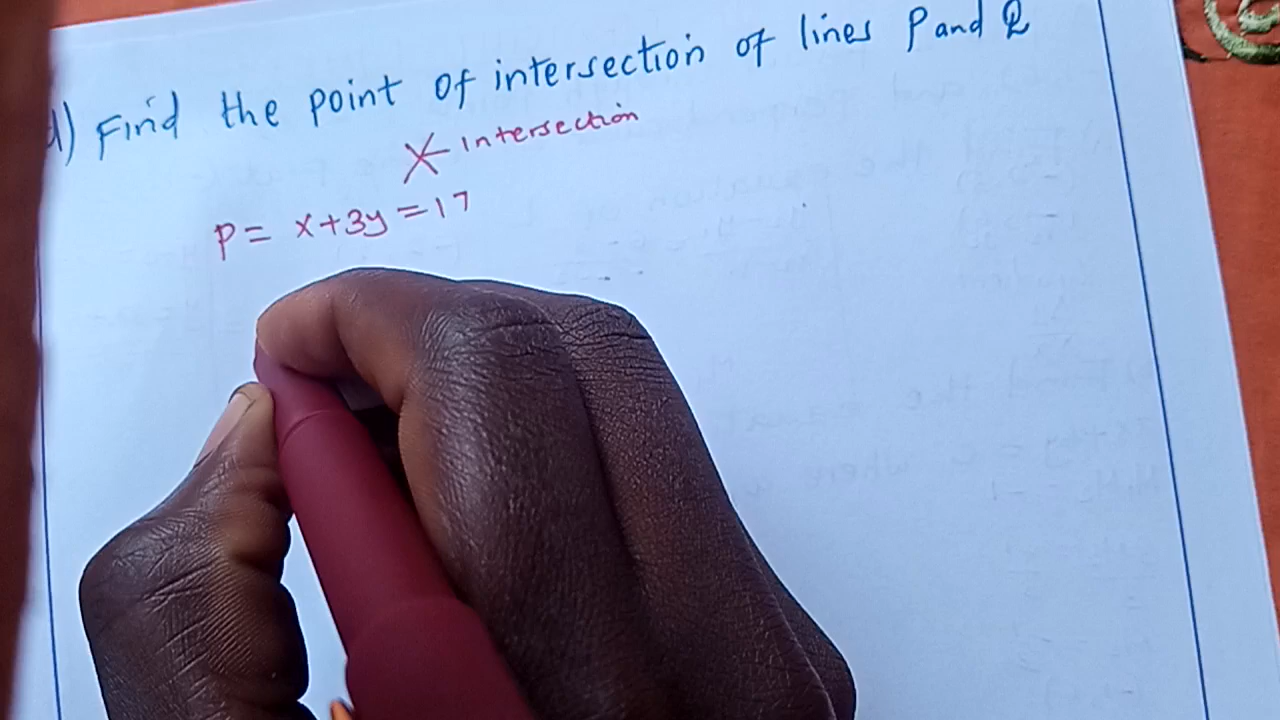 d) Find the point of intersection of lines P and Q
intersection
P = x+3y =17